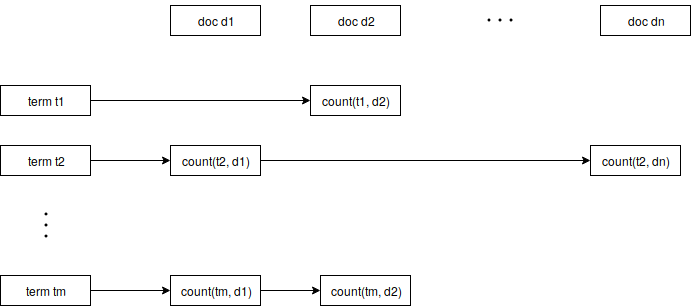 doc d1
doc d2
...
doc dn
term t1
count(t1, d2)
term t2
count(t2, d1)
count(t2, dn)
term tm
count(tm, d1)
count(tm, d2)